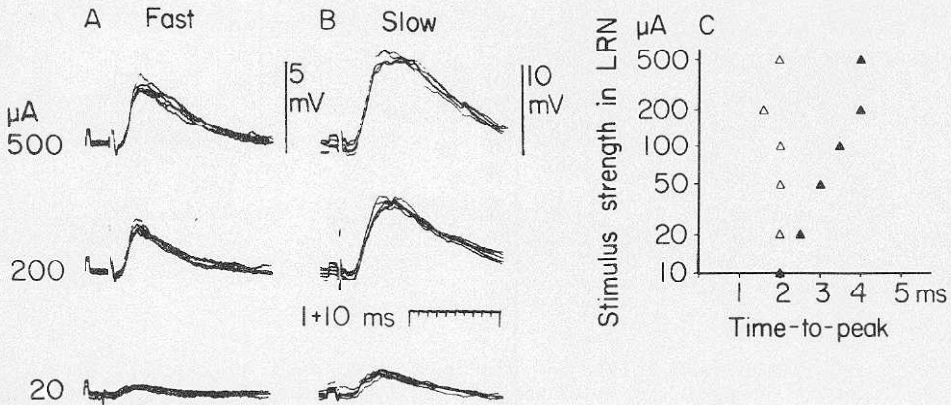 A Fast
B Slow
μA
500
200
20
5
mV
10
mV
1+10 ms
μA C
Stimulus strength in LRN
500
200
100
50
20
10
1 2 3 4 5 ms
Time-to-peak